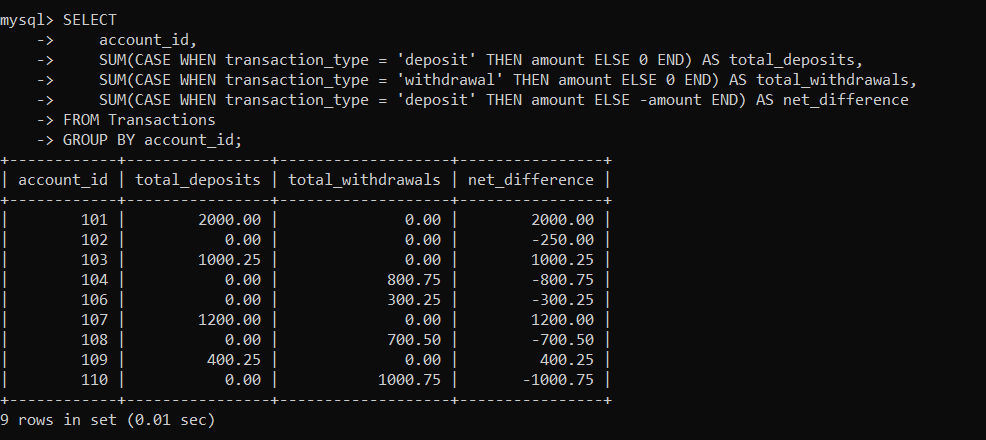 mysql> SELECT
    ->     account_id,
    ->     SUM(CASE WHEN transaction_type = 'deposit' THEN amount ELSE 0 END) AS total_deposits,
    ->     SUM(CASE WHEN transaction_type = 'withdrawal' THEN amount ELSE 0 END) AS total_withdrawals,
    ->     SUM(CASE WHEN transaction_type = 'deposit' THEN amount ELSE -amount END) AS net_difference
    -> FROM Transactions
    -> GROUP BY account_id;
+------------+----------------+-------------------+----------------+
| account_id | total_deposits | total_withdrawals | net_difference |
+------------+----------------+-------------------+----------------+
|        101 |        2000.00 |              0.00 |        2000.00 |
|        102 |           0.00 |              0.00 |        -250.00 |
|        103 |        1000.25 |              0.00 |        1000.25 |
|        104 |           0.00 |            800.75 |        -800.75 |
|        106 |           0.00 |            300.25 |        -300.25 |
|        107 |        1200.00 |              0.00 |        1200.00 |
|        108 |           0.00 |            700.50 |        -700.50 |
|        109 |         400.25 |              0.00 |         400.25 |
|        110 |           0.00 |           1000.75 |       -1000.75 |
+------------+----------------+-------------------+----------------+
9 rows in set (0.01 sec)